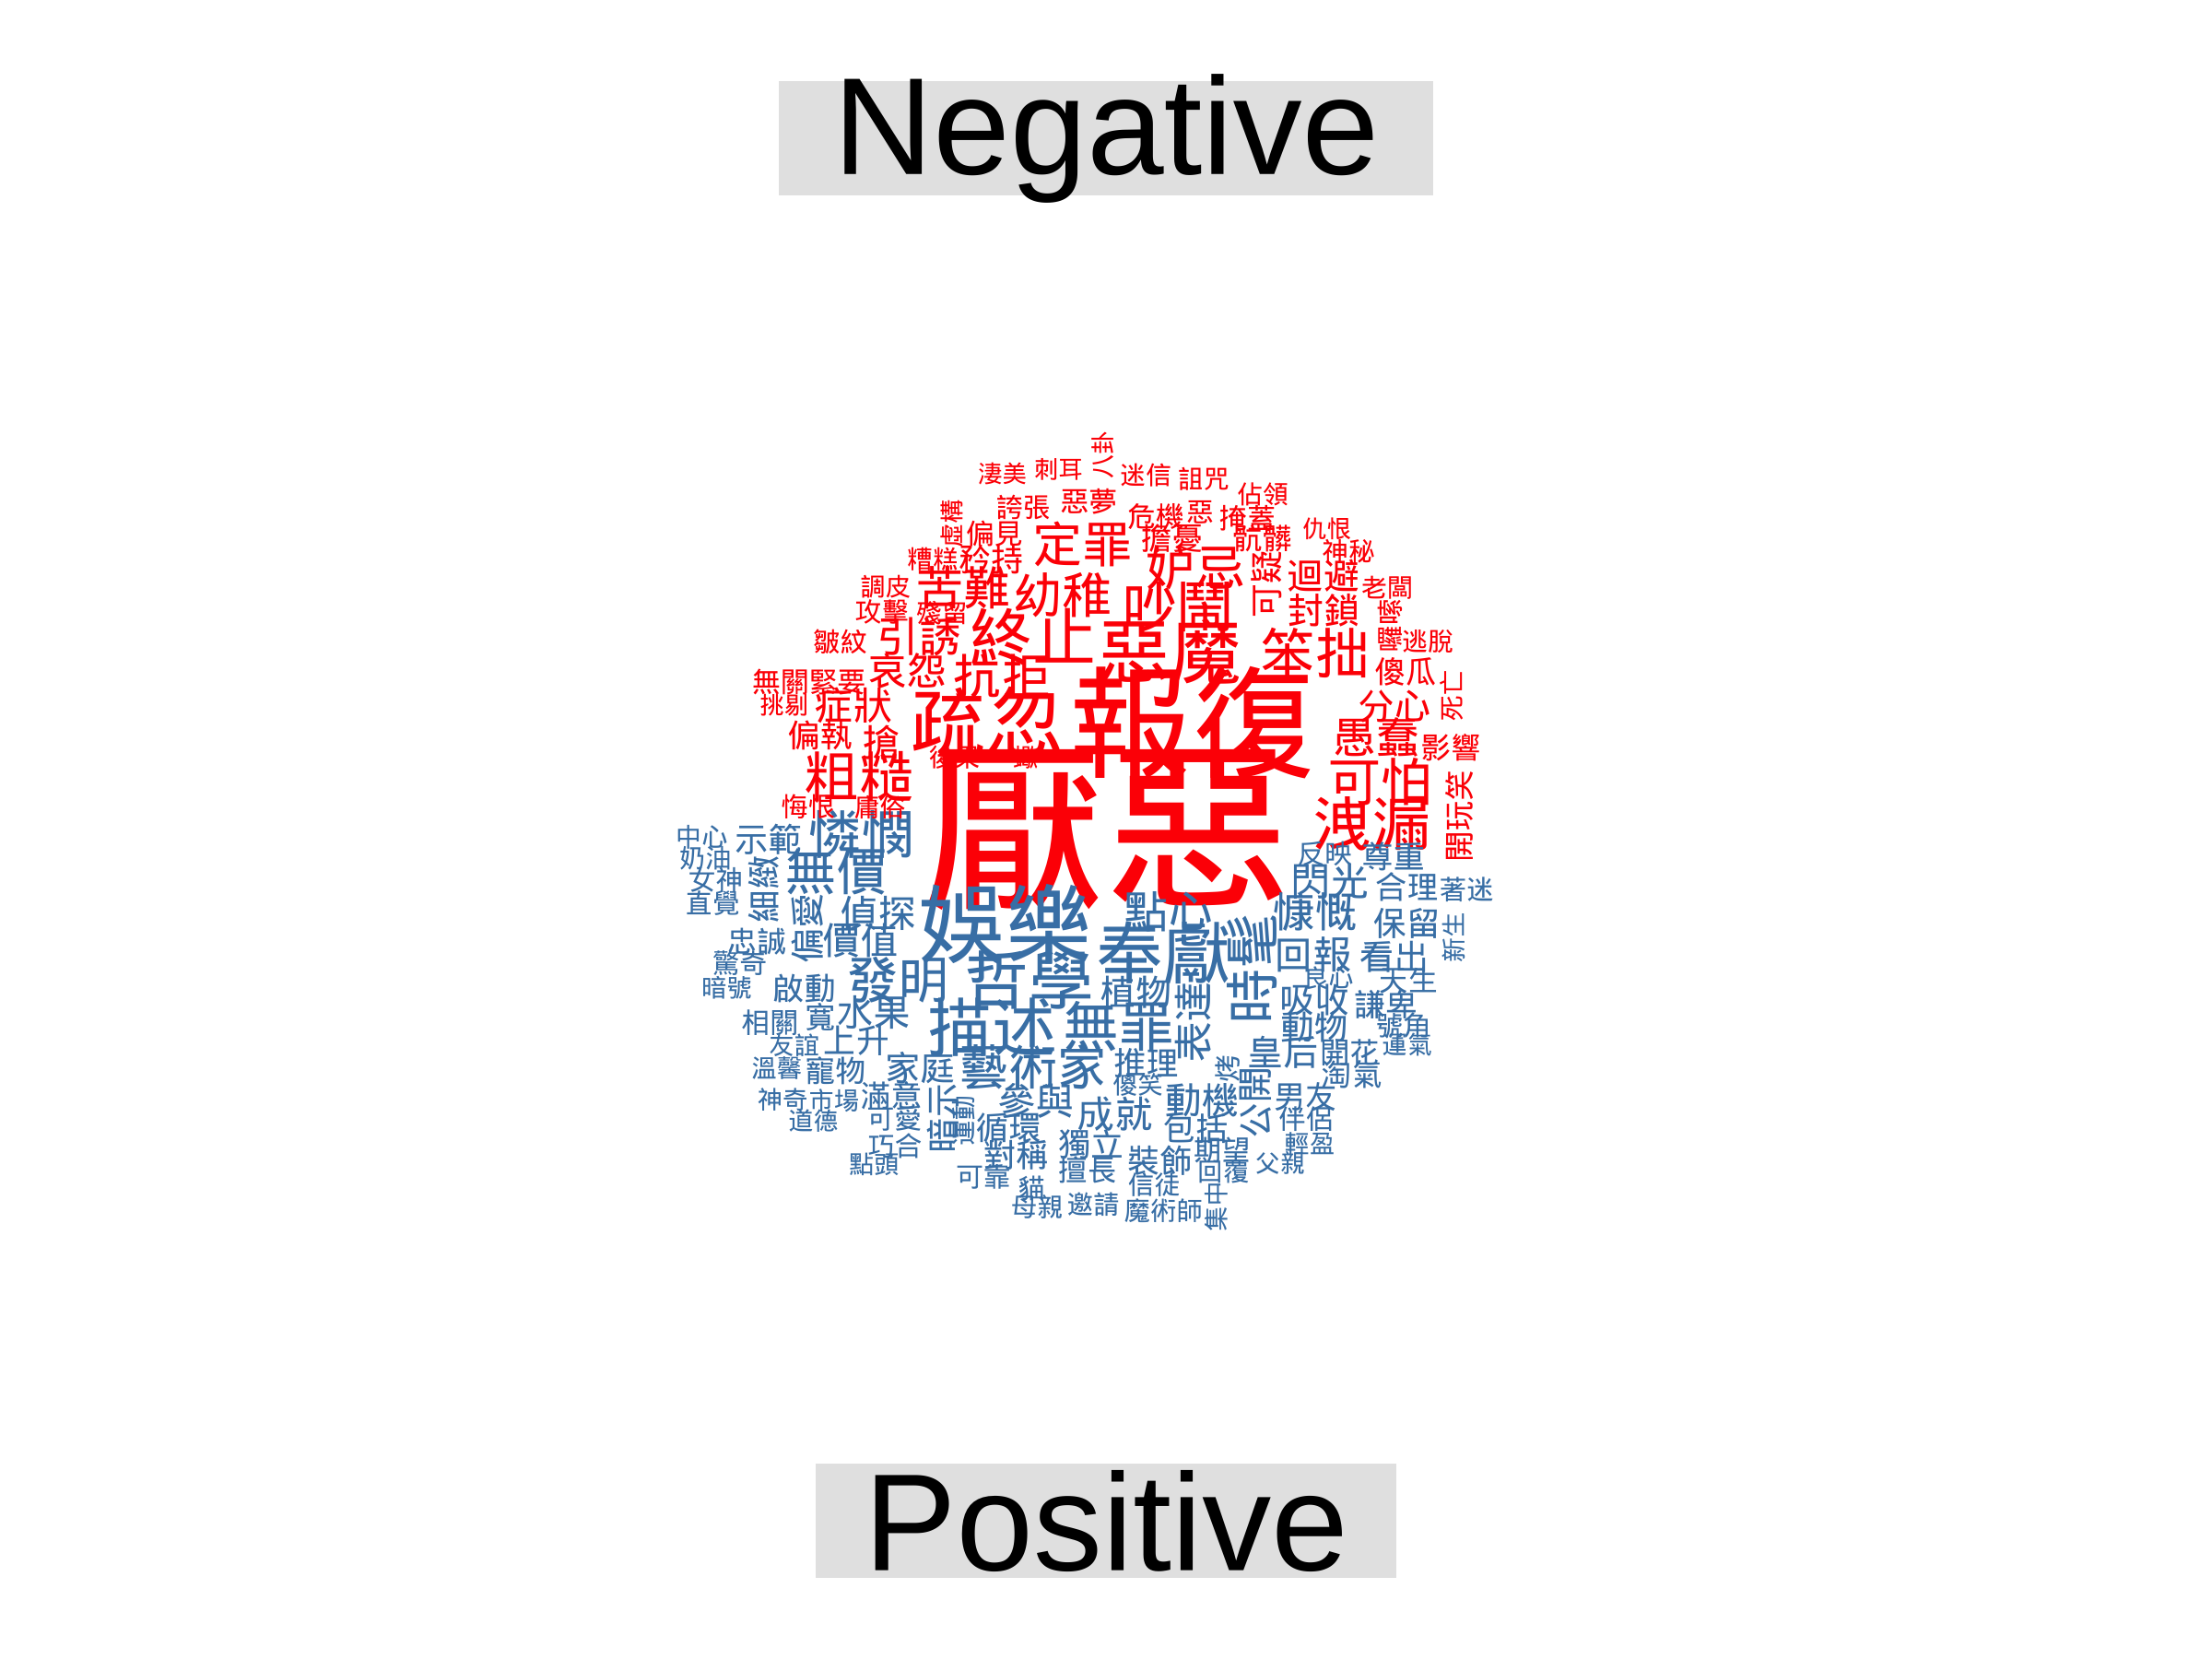 Negative
八卦
淒美 刺耳 迷信 詛咒
誇張 惡夢 危機 惡 掩蓋 佔領
虛構 偏見 定罪 擔憂 骯髒 仇恨
糟糕 矜持 妒忌 可疑 迴避 神秘
調皮 苦難 幼稚 吵鬧 封鎖 老闆
攻擊 殘留 引誘 終止 惡魔 笨拙 逃脫
皺紋 哀怨 抗拒 傻瓜
無關緊要 疏忽 報復 死亡
挑剔 症狀 分心
偏執 搶 愚蠢 影響
後果
粗糙 厭惡 可怕 開玩笑
悔恨 庸俗 洩漏
中心 示範 憐憫 反映 尊重
奶油 細緻 無價 閃光 合理 著迷
女神
直覺 偵探 娛樂 點心 慷慨 保留 新生
忠誠 價值 奉獻 時髦 回報 看出
驚奇 發明 哲學 植物 良心 天生
暗號 啟動 表達 吸收 謙卑
相關 寬 水果 描述 無罪 動物 號角
友誼 上升 皇后 開花 運氣
溫馨 寵物 家庭 藝術家 推理 烤 淘氣
神奇 市場 滿意 暗示 參與 傻笑 動機 公開 男友
道德 可愛 運動 循環 成就 包括 伴侶
巧合 對稱 獨立 裝飾 期望 輕盈
點頭 可靠 擅長 回覆 父親
貓 信徒
母親 邀請 魔術師 集中
Positive